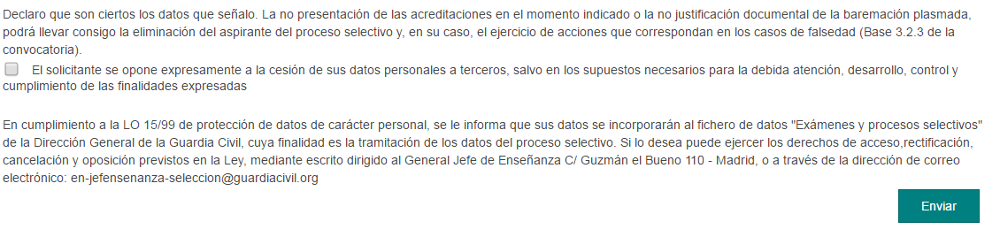 Declaro que son ciertos los datos que señalo. La no presentación de las acreditaciones en el momento indicado o la no justificación documental de la baremación plasmada,
podrá llevar consigo la eliminación del aspirante del proceso selectivo y, en su caso, el ejercicio de acciones que correspondan en los casos de falsedad (Base 3.2.3 de la
convocatoria).
El solicitante se opone expresamente a la cesión de sus datos personales a terceros, salvo en los supuestos necesarios para la debida atención, desarrollo, control y
cumplimiento de las finalidades expresadas
En cumplimiento a la LO 15/99 de protección de datos de carácter personal, se le informa que sus datos se incorporarán al fichero de datos "Exámenes y procesos selectivos"
de la Dirección General de la Guardia Civil, cuya finalidad es la tramitación de los datos del proceso selectivo. Si lo desea puede ejercer los derechos de acceso,rectificación,
cancelación y oposición previstos en la Ley, mediante escrito dirigido al General Jefe de Enseñanza C/ Guzmán el Bueno 110 - Madrid, o a través de la dirección de correo
electrónico: en-jefensenanza-seleccion@guardiacivil.org
Enviar